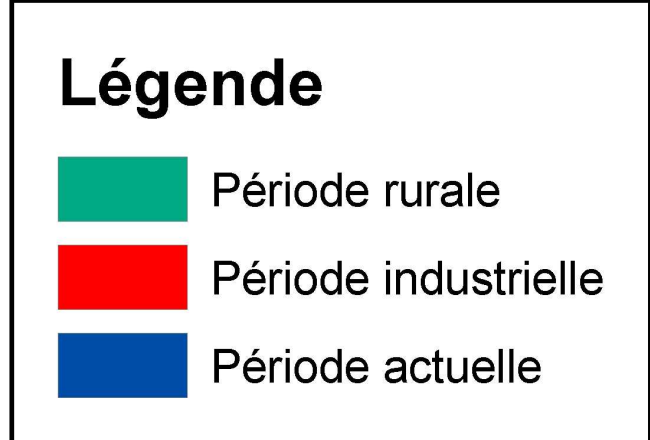 Légende
Période rurale
Période industrielle
Période actuelle